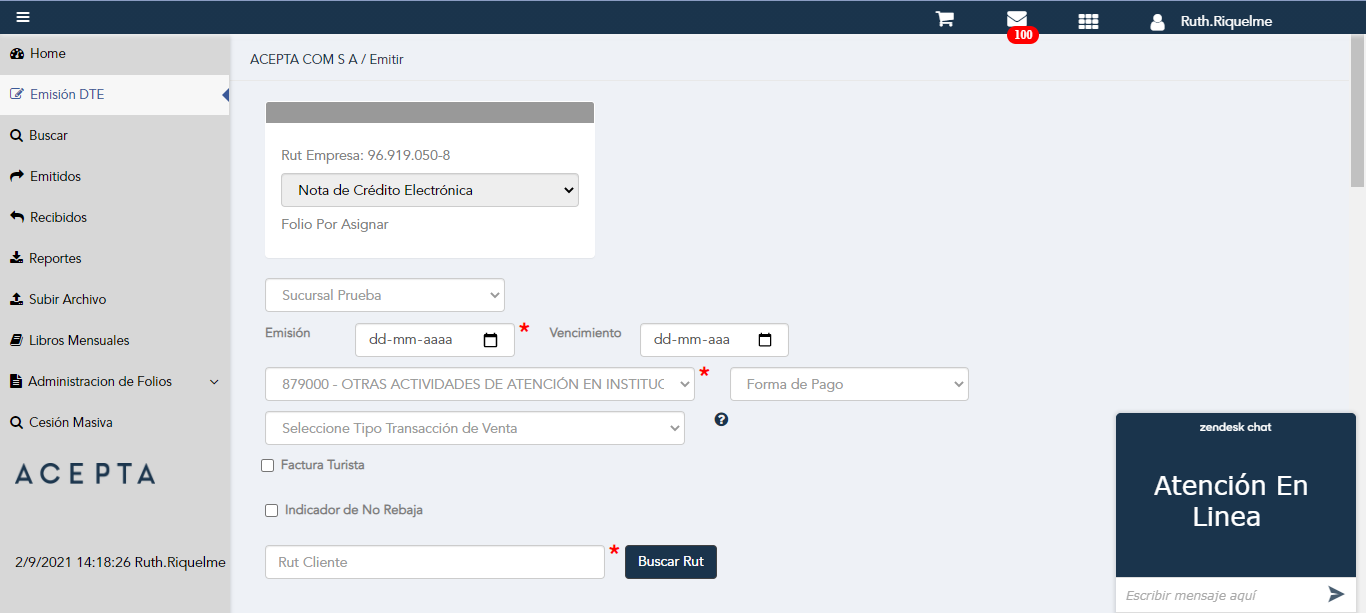 100
Ruth.Riquelme
Home
Emisión DTE
Buscar
Emitidos
Recibidos
Reportes
Subir Archivo
Libros Mensuales
Administracion de Folios
Cesión Masiva
ACEPTA
2/9/2021 14:18:26 Ruth.Riquelme
ACEPTA COM S A / Emitir
Rut Empresa: 96.919.050-8
Nota de Crédito Electrónica
Folio Por Asignar
Sucursal Prueba
Emisión dd-mm-aaaa * Vencimiento dd-mm-aaa
879000 - OTRAS ACTIVIDADES DE ATENCIÓN EN INSTITUC * Forma de Pago
Seleccione Tipo Transacción de Venta ?
Factura Turista
Indicador de No Rebaja
Rut Cliente * Buscar Rut
zendesk chat
Atención En
Linea
Escribir mensaje aquí